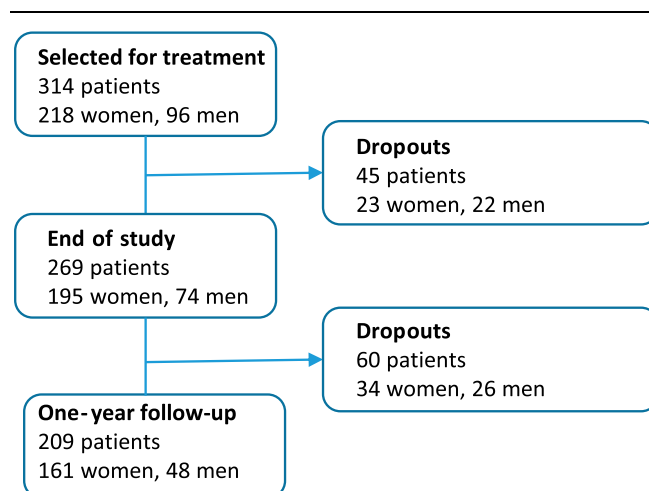 Selected for treatment
314 patients
218 women, 96 men
Dropouts
45 patients
23 women, 22 men
End of study
269 patients
195 women, 74 men
Dropouts
60 patients
34 women, 26 men
One-year follow-up
209 patients
161 women, 48 men